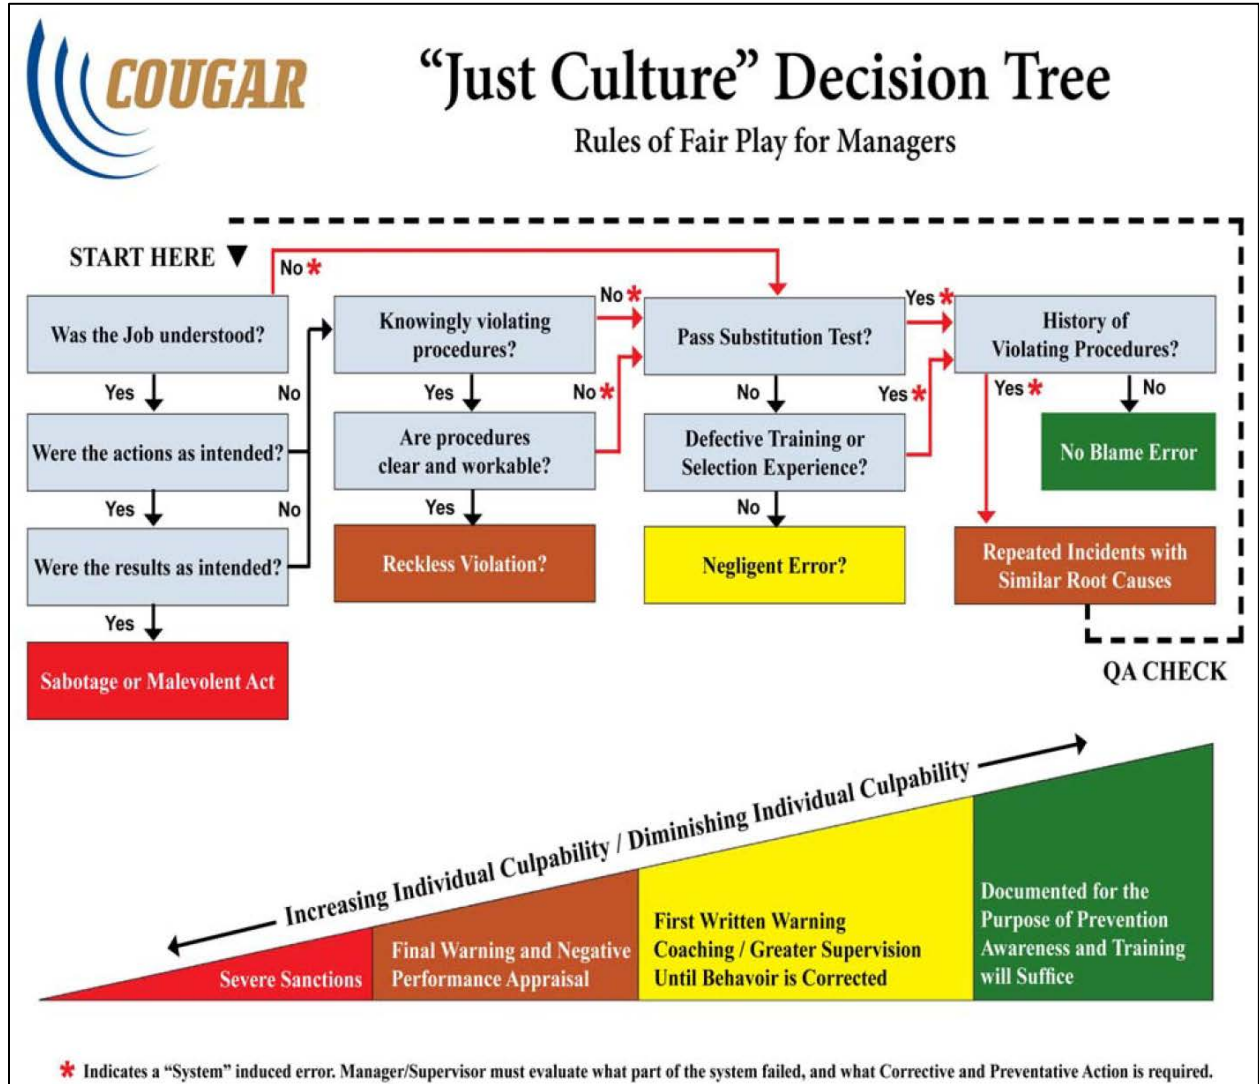 COUGAR
“Just Culture” Decision Tree
Rules of Fair Play for Managers
START HERE ▼
No *
Was the Job understood?
Yes
No
Were the actions as intended?
Yes
No
Were the results as intended?
Yes
Sabotage or Malevolent Act
Knowingly violating
procedures?
No *
Yes
No *
Are procedures
clear and workable?
Yes
Reckless Violation?
Pass Substitution Test?
Yes *
No
Yes *
Defective Training or
Selection Experience?
No
Negligent Error?
History of
Violating Procedures?
Yes *
No
No Blame Error
Repeated Incidents with
Similar Root Causes
QA CHECK
Increasing Individual Culpability / Diminishing Individual Culpability
Severe Sanctions
Final Warning and Negative
Performance Appraisal
First Written Warning
Coaching / Greater Supervision
Until Behavoir is Corrected
Documented for the
Purpose of Prevention
Awareness and Training
will Suffice
* Indicates a “System” induced error. Manager/Supervisor must evaluate what part of the system failed, and what Corrective and Preventative Action is required.